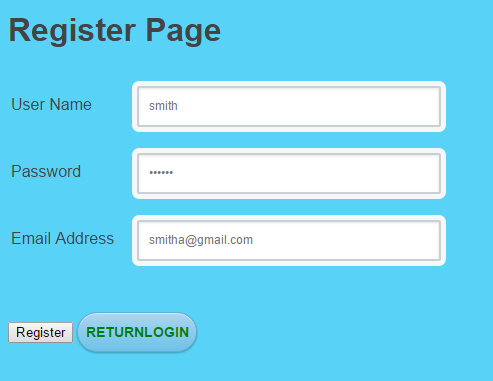 Register Page
User Name smith
Password ••••••
Email Address smitha@gmail.com
Register RETURNLOGIN